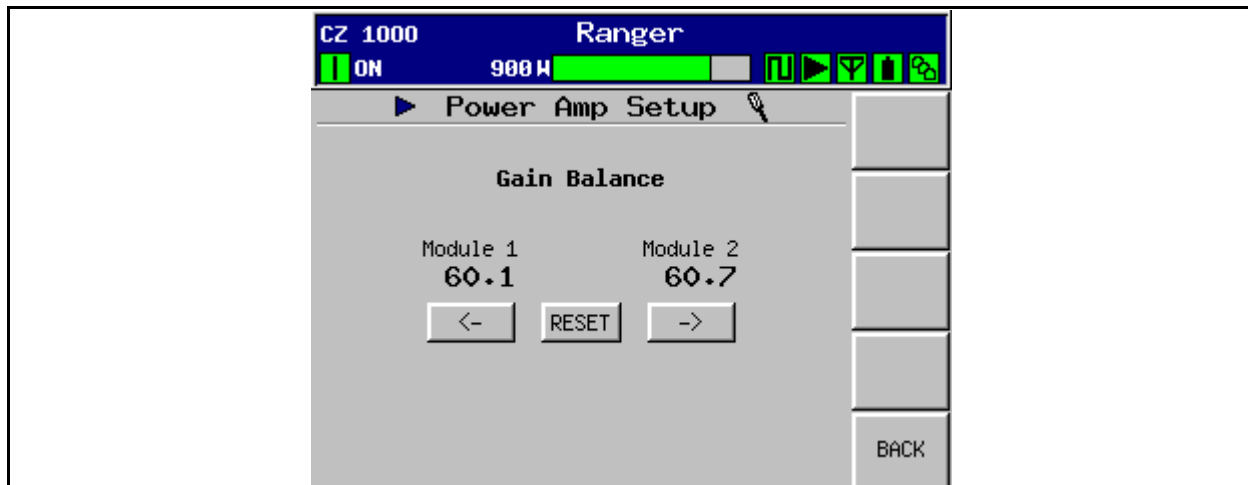 CZ 1000 Ranger
ON 900 W
Power Amp Setup
Gain Balance
Module 1 Module 2
60.1 60.7
<- RESET ->
BACK